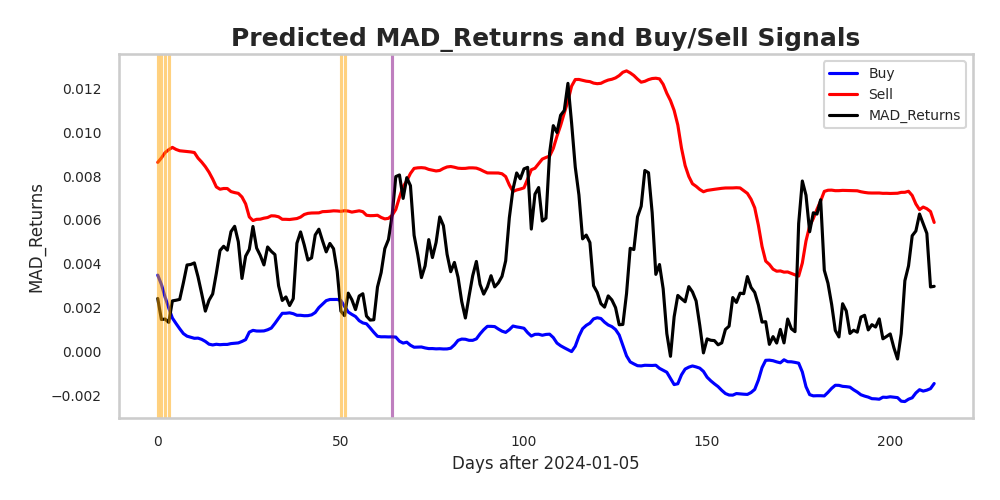 Predicted MAD_Returns and Buy/Sell Signals
Buy
Sell
MAD_Returns
MAD_Returns
0.012
0.010
0.008
0.006
0.004
0.002
0.000
−0.002
0
50
100
150
200
Days after 2024-01-05